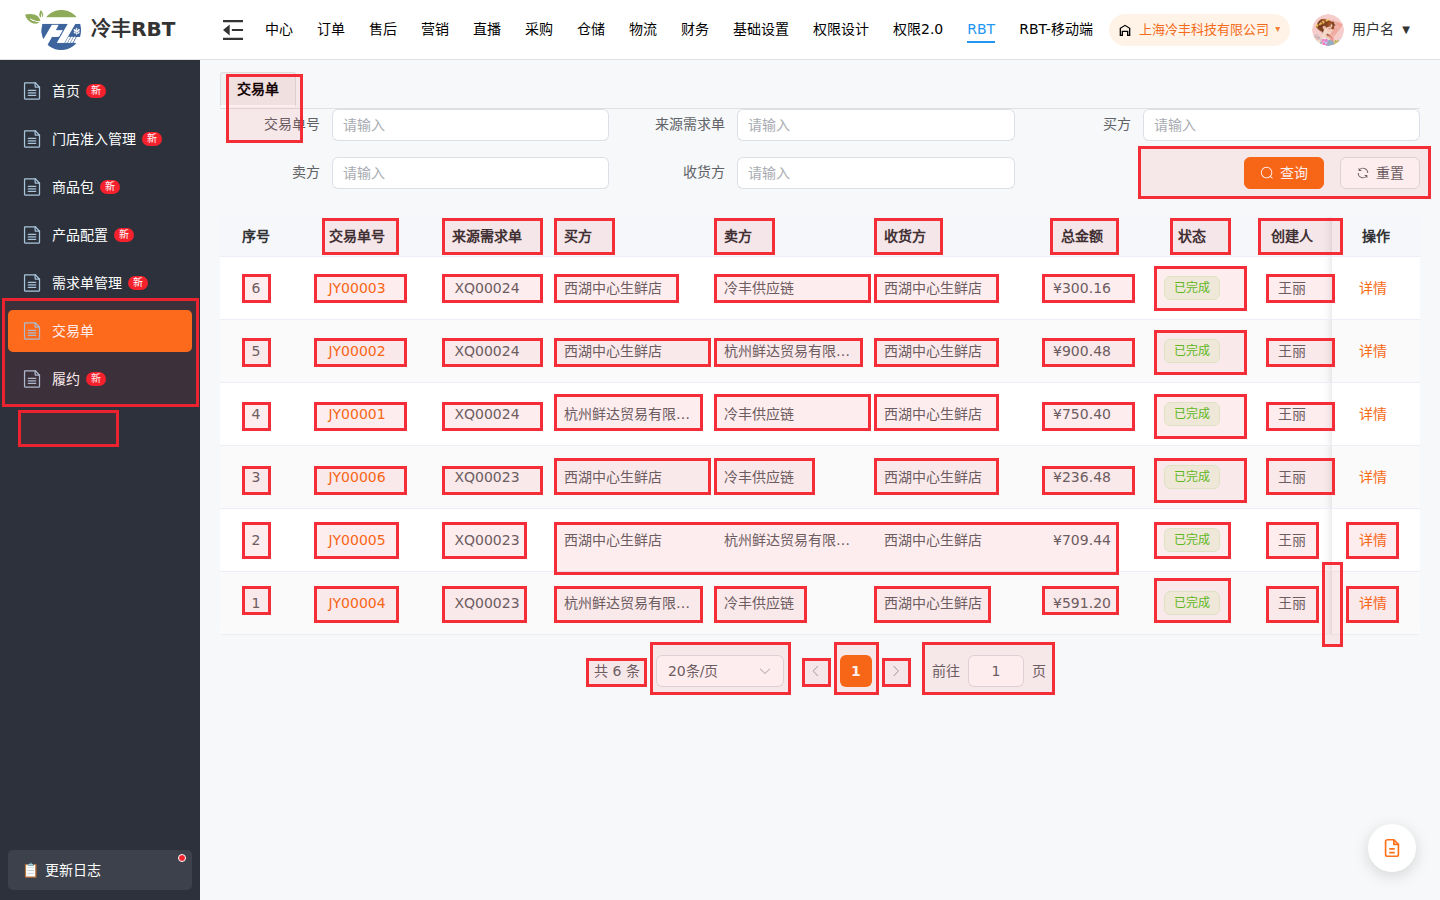 冷丰RBT 中心 订单 售后 营销 直播 采购 仓储 物流 财务 基础设置 权限设计 权限2.0 RBT RBT-移动端 上海冷丰科技有限公司 ▾ 用户名 ▼
首页 新
门店准入管理 新
商品包 新
产品配置 新
需求单管理 新
交易单
履约 新
📋 更新日志
交易单
交易单号 请输入 来源需求单 请输入 买方 请输入
卖方 请输入 收货方 请输入 查询 重置
序号 交易单号 来源需求单 买方 卖方 收货方 总金额 状态 创建人 操作
6 JY00003 XQ00024 西湖中心生鲜店 冷丰供应链 西湖中心生鲜店 ¥300.16 已完成 王丽 详情
5 JY00002 XQ00024 西湖中心生鲜店 杭州鲜达贸易有限... 西湖中心生鲜店 ¥900.48 已完成 王丽 详情
4 JY00001 XQ00024 杭州鲜达贸易有限... 冷丰供应链 西湖中心生鲜店 ¥750.40 已完成 王丽 详情
3 JY00006 XQ00024 西湖中心生鲜店 冷丰供应链 西湖中心生鲜店 ¥236.48 已完成 王丽 详情
2 JY00005 XQ00023 西湖中心生鲜店 杭州鲜达贸易有限... 西湖中心生鲜店 ¥709.44 已完成 王丽 详情
1 JY00004 XQ00023 杭州鲜达贸易有限... 冷丰供应链 西湖中心生鲜店 ¥591.20 已完成 王丽 详情
共 6 条 20条/页 1 前往 1 页